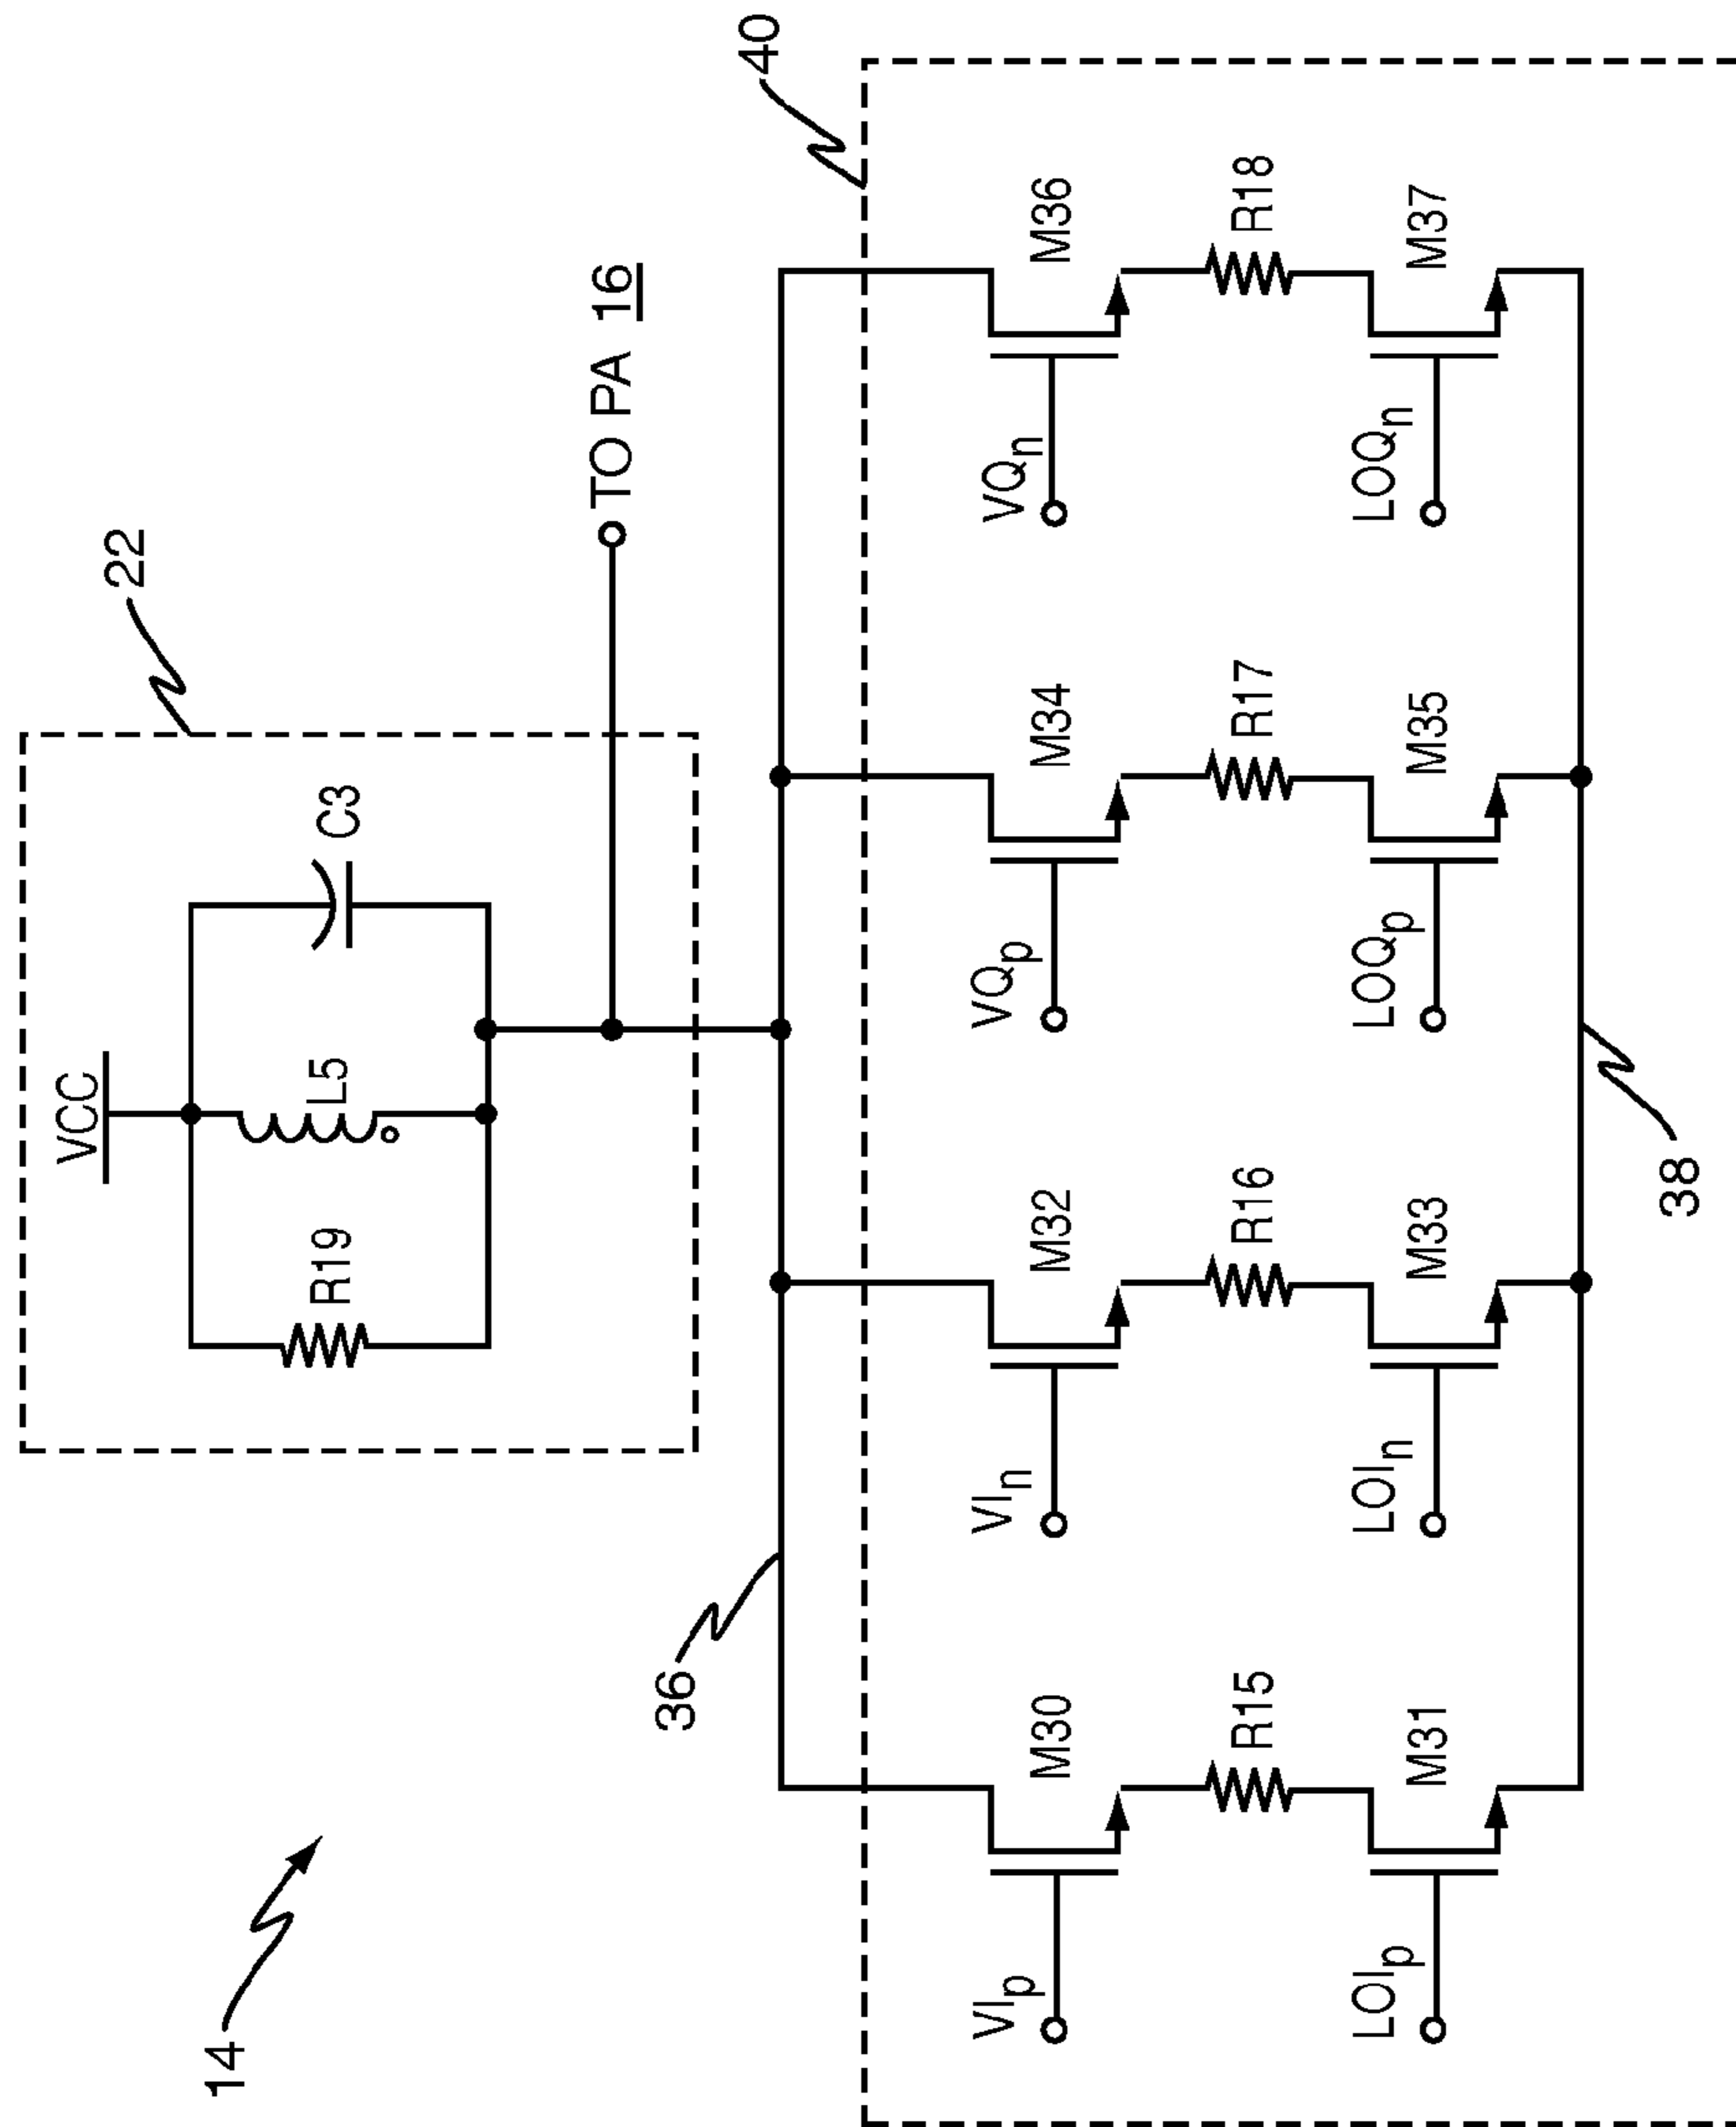 14
22
VCC
R19
L5
C3
TO PA 16
36
40
VIp
M30
VIn
M32
VQp
M34
VQn
M36
R15
R16
R17
R18
LOIp
M31
LOIn
M33
LOQp
M35
LOQn
M37
38